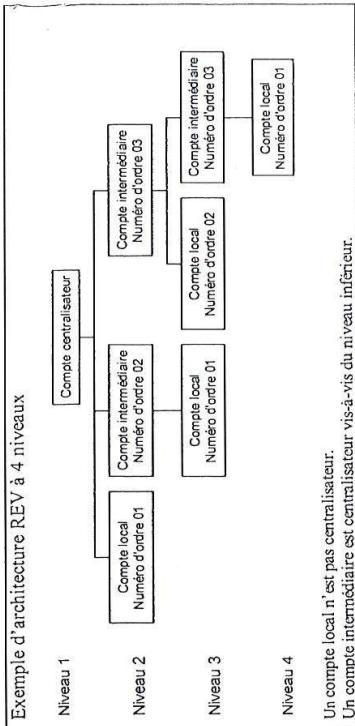 Exemple d'architecture REV à 4 niveaux
Niveau 1
Compte centralisateur
Niveau 2
Compte local
Numéro d'ordre 01
Compte intermédiaire
Numéro d'ordre 02
Compte intermédiaire
Numéro d'ordre 03
Niveau 3
Compte local
Numéro d'ordre 01
Compte local
Numéro d'ordre 02
Compte intermédiaire
Numéro d'ordre 03
Niveau 4
Compte local
Numéro d'ordre 01
Un compte local n'est pas centralisateur.
Un compte intermédiaire est centralisateur vis-à-vis du niveau inférieur.